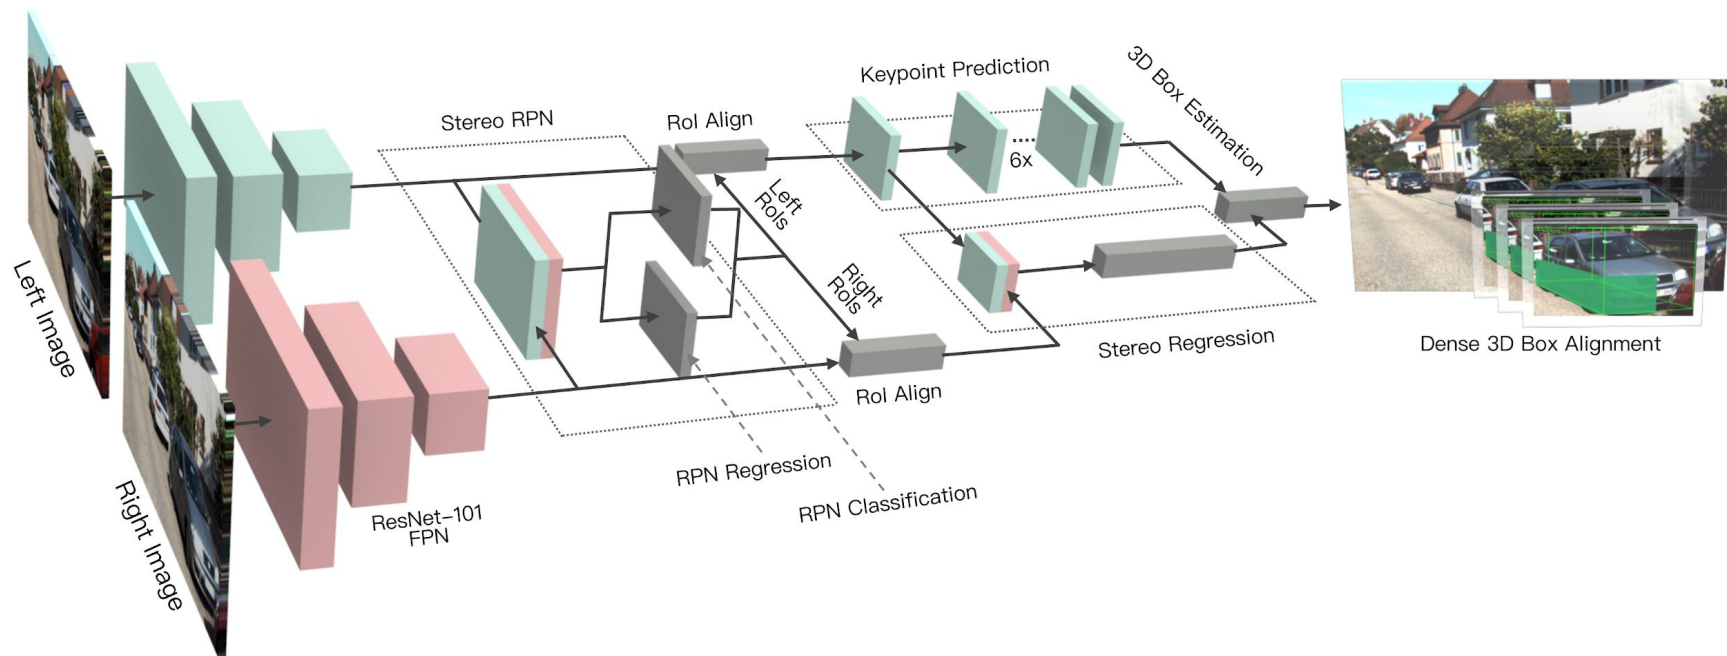 Left Image
Right Image
ResNet-101
FPN
Stereo RPN
RoI Align
Left
RoIs
Right
RoIs
RoI Align
RPN Regression
RPN Classification
Keypoint Prediction
6x
3D Box Estimation
Stereo Regression
Dense 3D Box Alignment